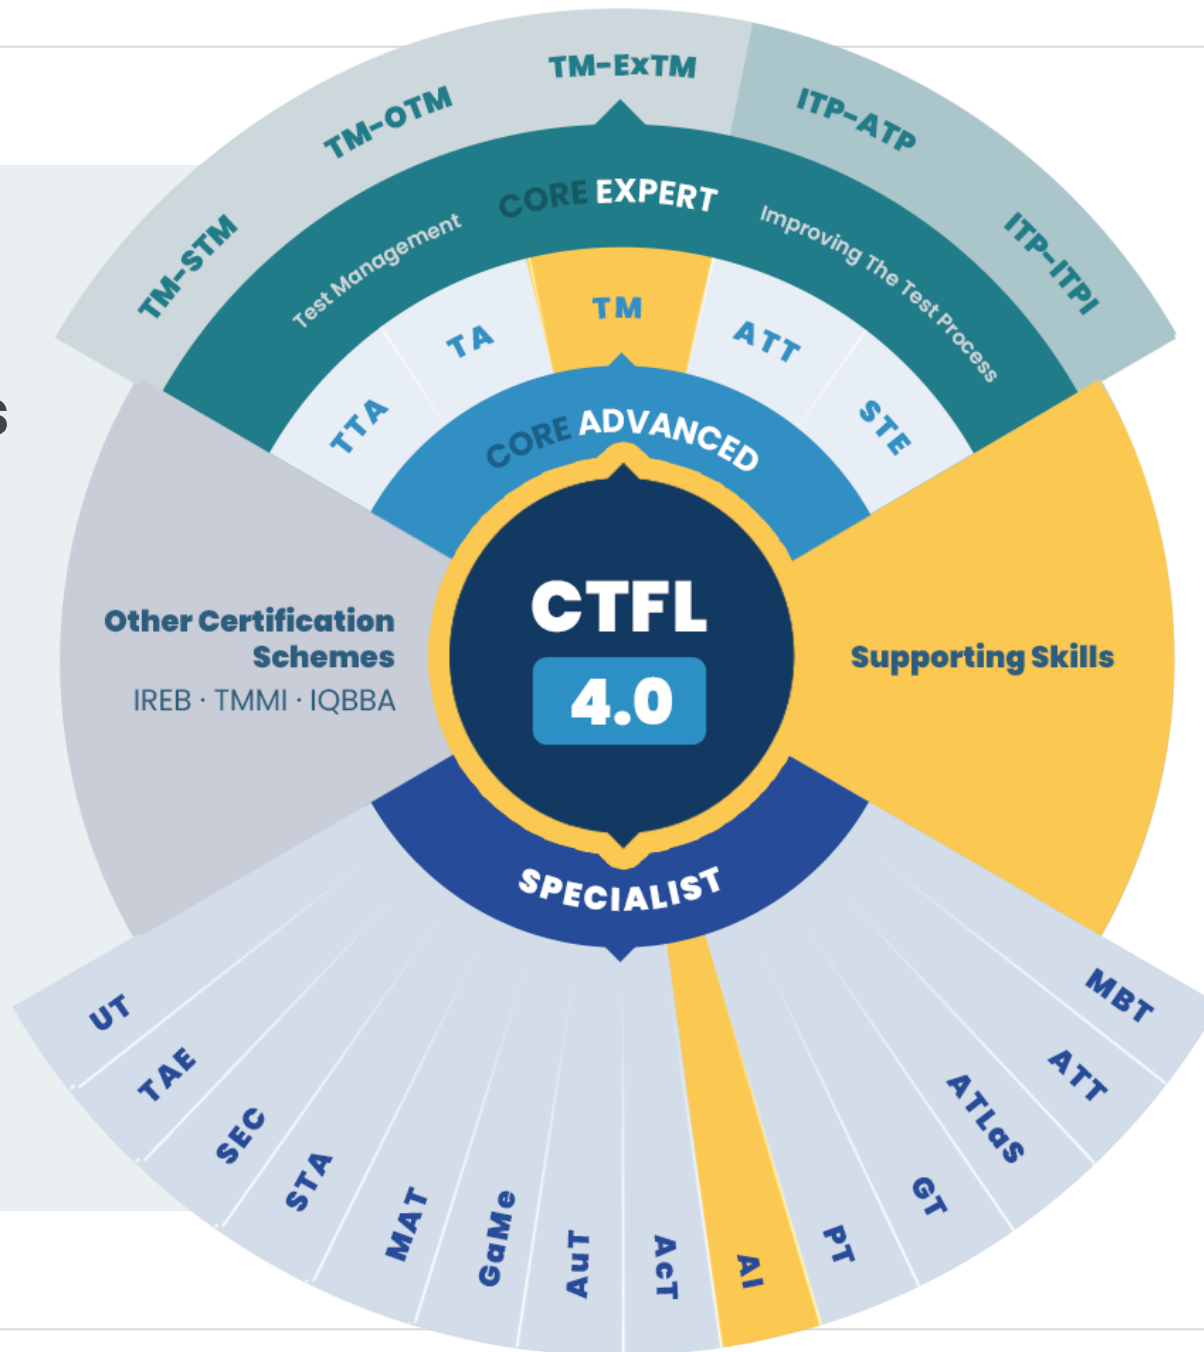 TM-STM
TM-OTM
TM-ExTM
ITP-ATP
ITP-ITPI
CORE EXPERT
Test Management
Improving The Test Process
TTA
TA
TM
ATT
STE
CORE ADVANCED
s
CTFL
4.0
Other Certification
Schemes
IREB · TMMI · IQBBA
Supporting Skills
SPECIALIST
UT
TAE
SEC
STA
MAT
GaMe
AuT
AcT
AI
PT
GT
ATLaS
ATT
MBT